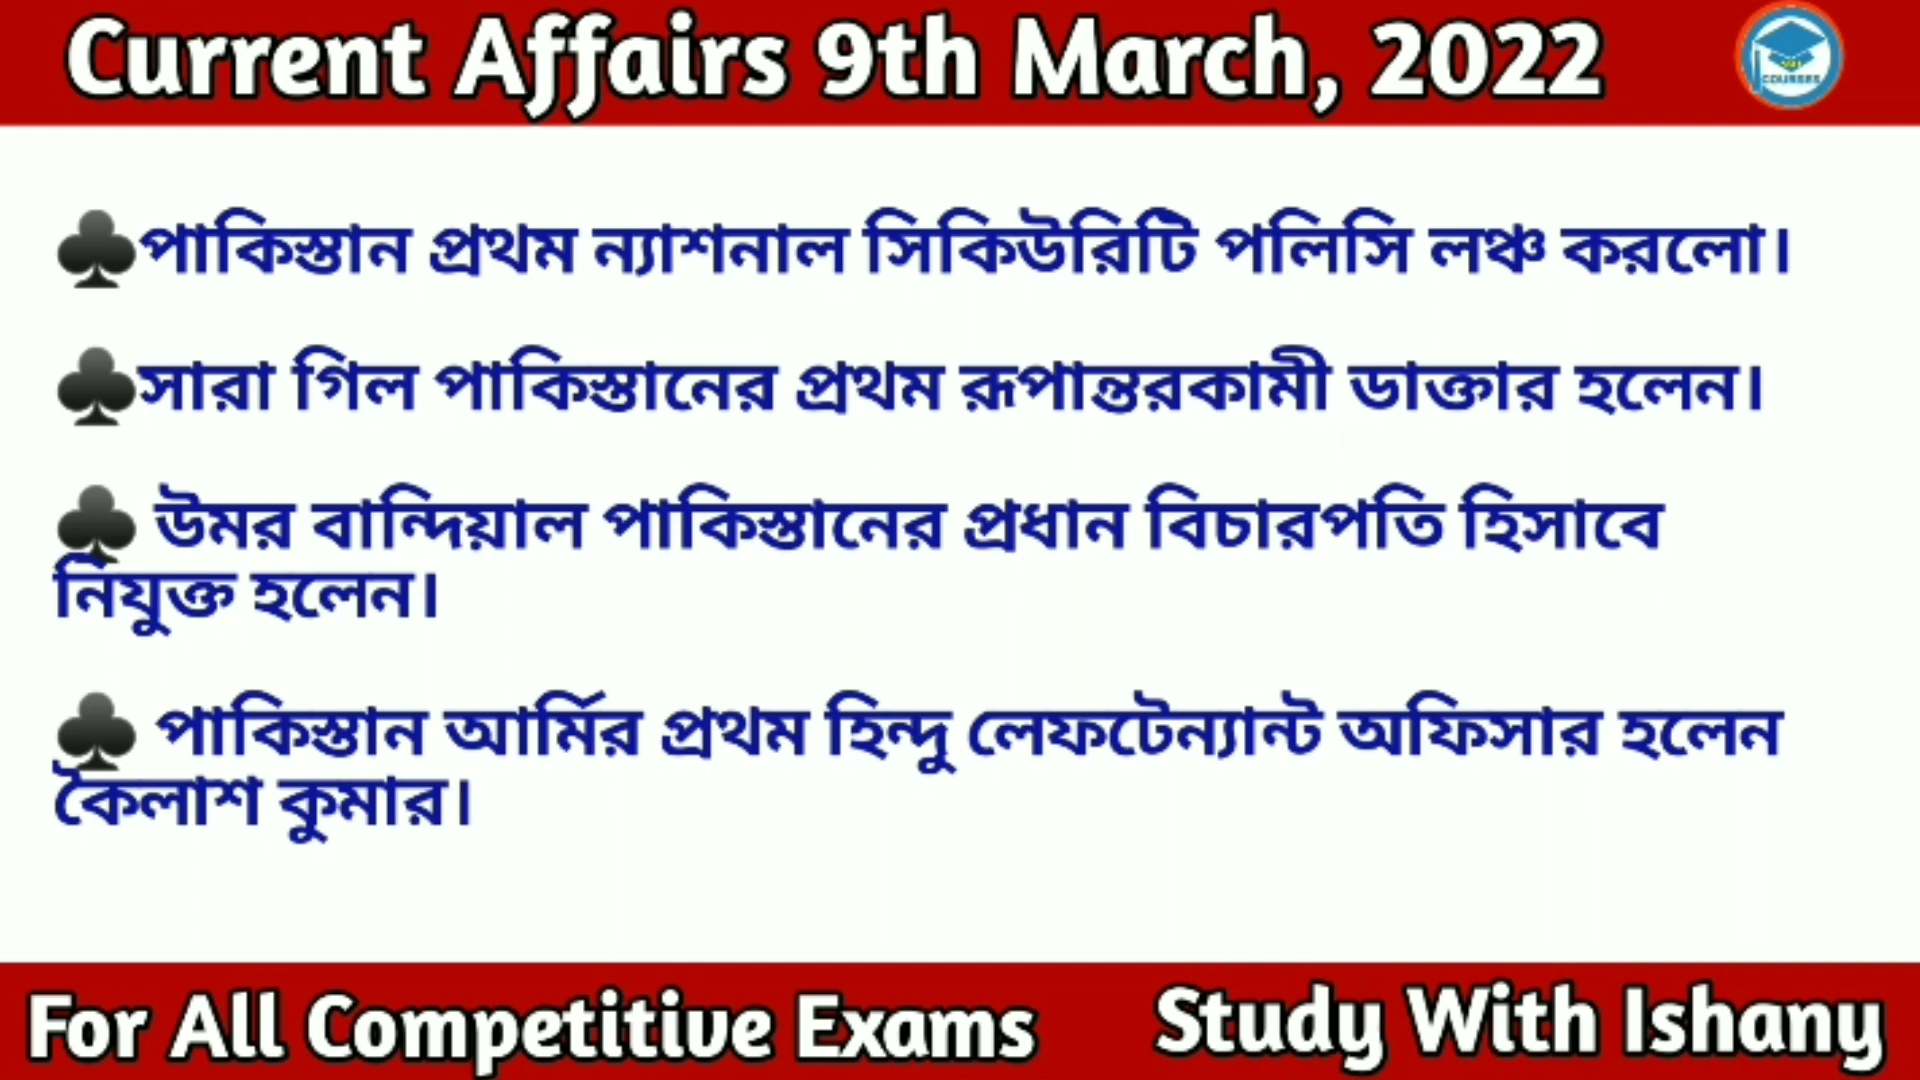 Current Affairs 9th March, 2022
COURSES
♣পাকিস্তান প্রথম ন্যাশনাল সিকিউরিটি পলিসি লঞ্চ করলো।
♣সারা গিল পাকিস্তানের প্রথম রূপান্তরকামী ডাক্তার হলেন।
♣ উমর বান্দিয়াল পাকিস্তানের প্রধান বিচারপতি হিসাবে
নিযুক্ত হলেন।
♣ পাকিস্তান আর্মির প্রথম হিন্দু লেফটেন্যান্ট অফিসার হলেন
কৈলাশ কুমার।
For All Competitive Exams
Study With Ishany